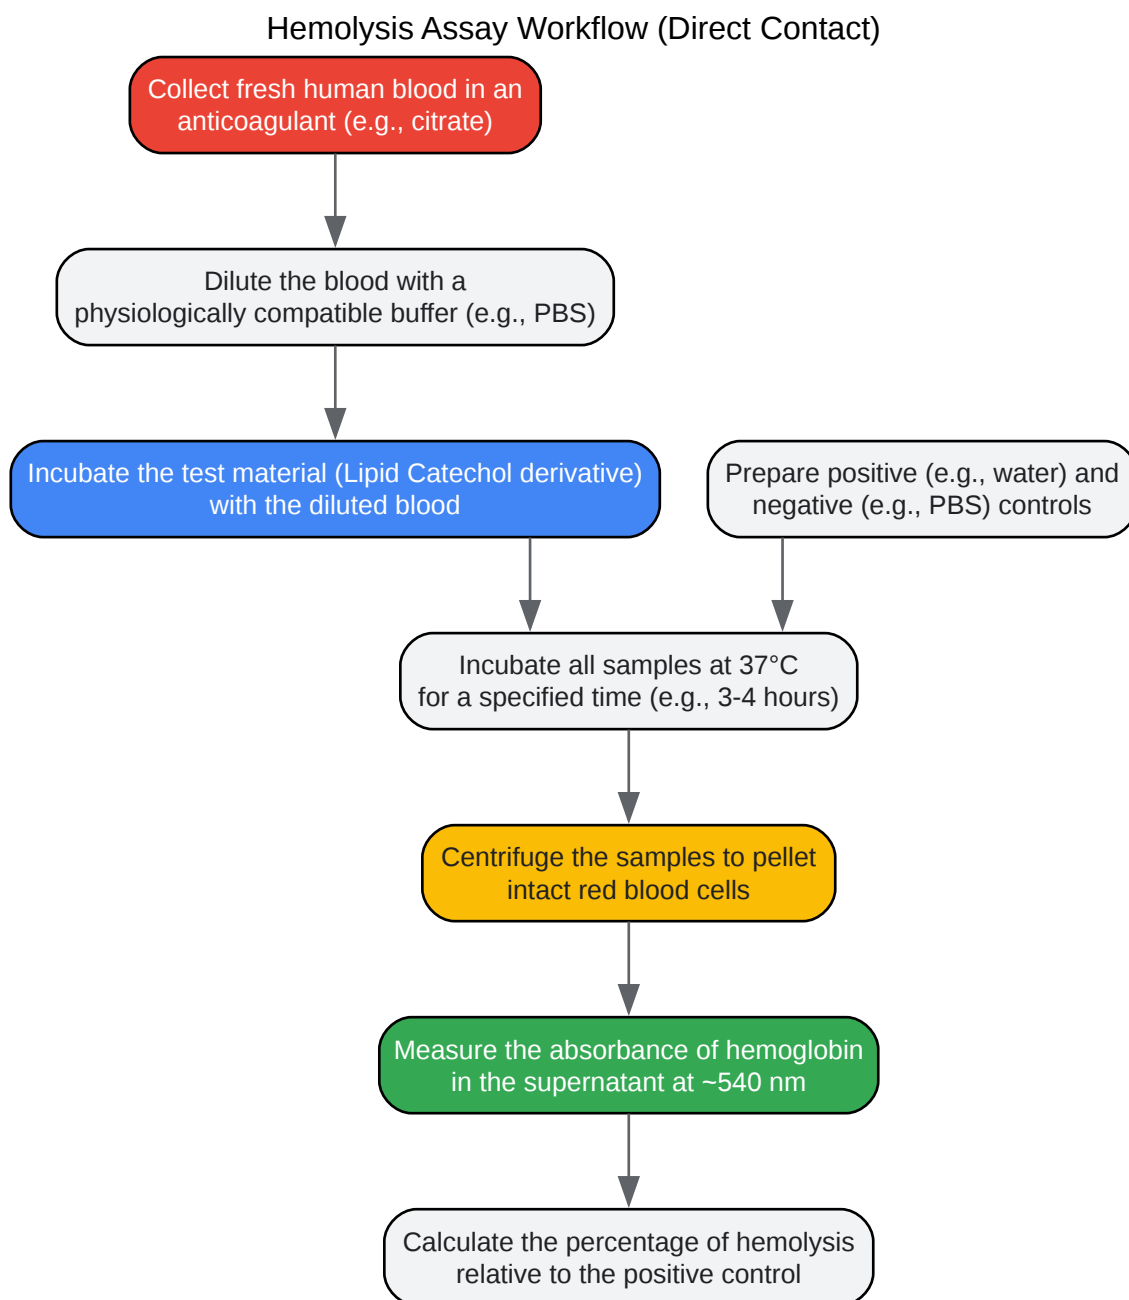 Hemolysis Assay Workflow (Direct Contact)
Collect fresh human blood in an
anticoagulant (e.g., citrate)
Dilute the blood with a
physiologically compatible buffer (e.g., PBS)
Incubate the test material (Lipid Catechol derivative)
with the diluted blood
Prepare positive (e.g., water) and
negative (e.g., PBS) controls
Incubate all samples at 37°C
for a specified time (e.g., 3-4 hours)
Centrifuge the samples to pellet
intact red blood cells
Measure the absorbance of hemoglobin
in the supernatant at ~540 nm
Calculate the percentage of hemolysis
relative to the positive control